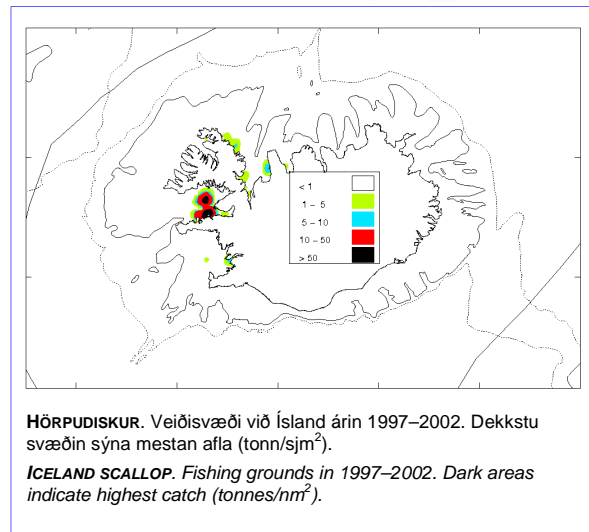 < 1
1 – 5
5 – 10
10 – 50
> 50
HÖRPUDISKUR. Veiðisvæði við Ísland árin 1997–2002. Dekkstu
svæðin sýna mestan afla (tonn/sjm²).
ICELAND SCALLOP. Fishing grounds in 1997–2002. Dark areas
indicate highest catch (tonnes/nm²).